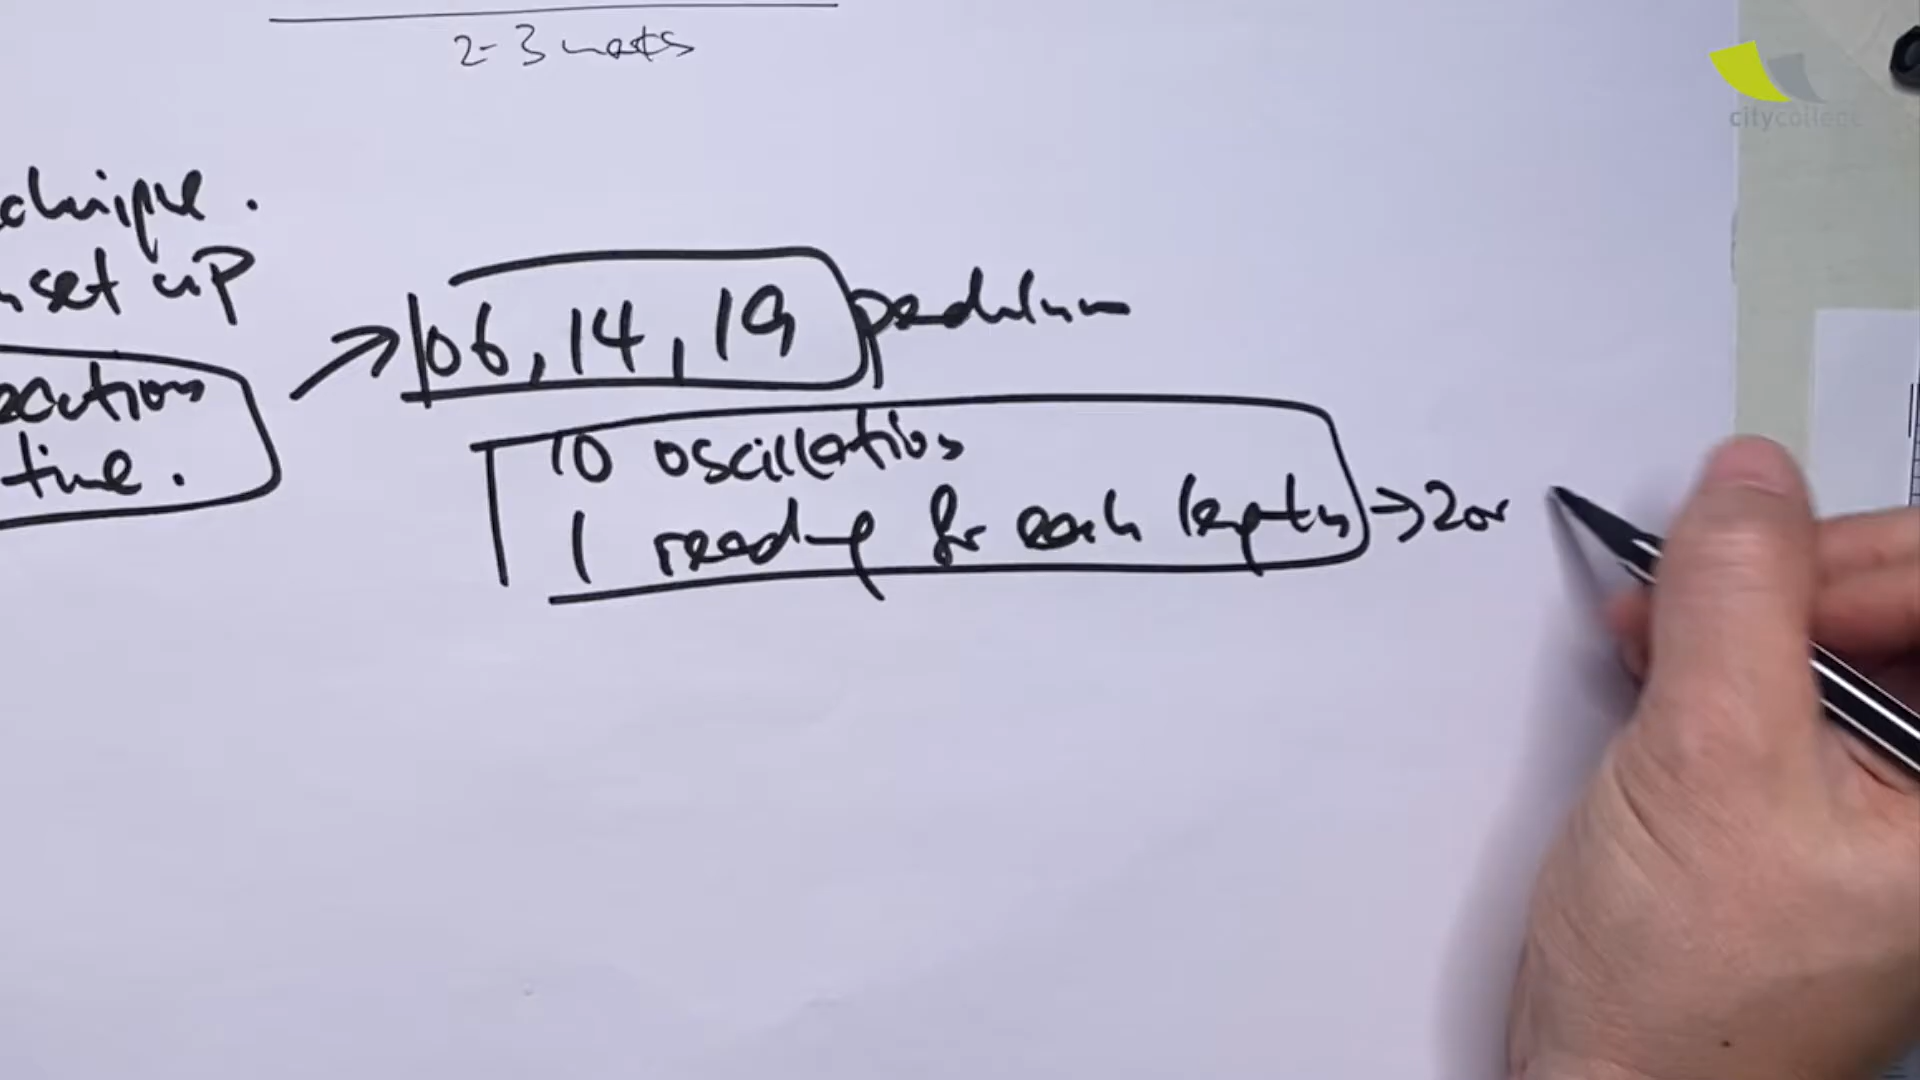 2-3 marks
citycollege
chnique.
set up
06, 14, 19 pendulum
ecutions
time.
10 oscillations
1 reading for each length → 2 or